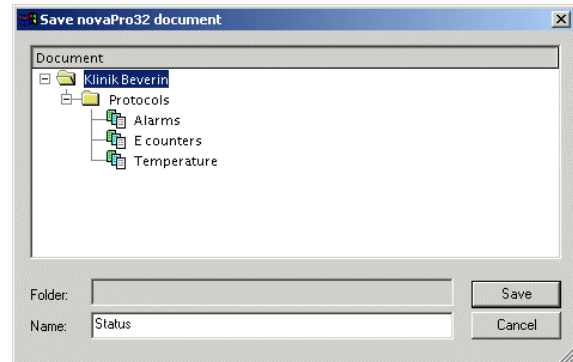 Save novaPro32 document
Document
Klinik Beverin
Protocols
Alarms
E counters
Temperature
Folder:
Save
Name: Status
Cancel